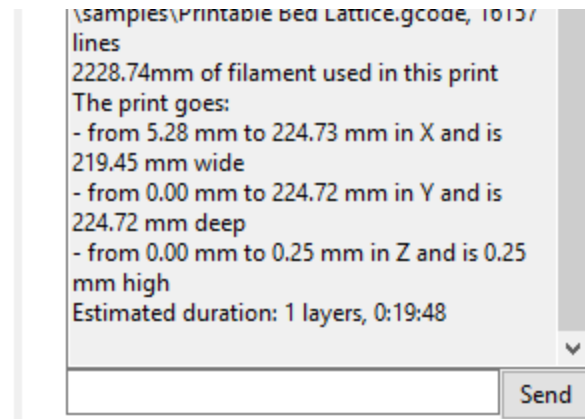 \samples\Printable Bed Lattice.gcode, 16157
lines
2228.74mm of filament used in this print
The print goes:
- from 5.28 mm to 224.73 mm in X and is
219.45 mm wide
- from 0.00 mm to 224.72 mm in Y and is
224.72 mm deep
- from 0.00 mm to 0.25 mm in Z and is 0.25
mm high
Estimated duration: 1 layers, 0:19:48
Send